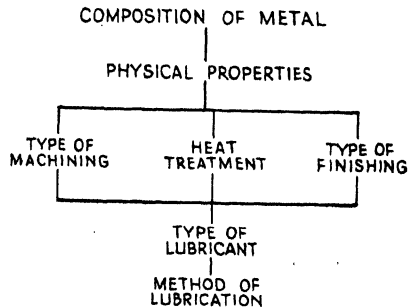 COMPOSITION OF METAL
PHYSICAL PROPERTIES
TYPE OF
MACHINING
HEAT
TREATMENT
TYPE OF
FINISHING
TYPE OF
LUBRICANT
METHOD OF
LUBRICATION